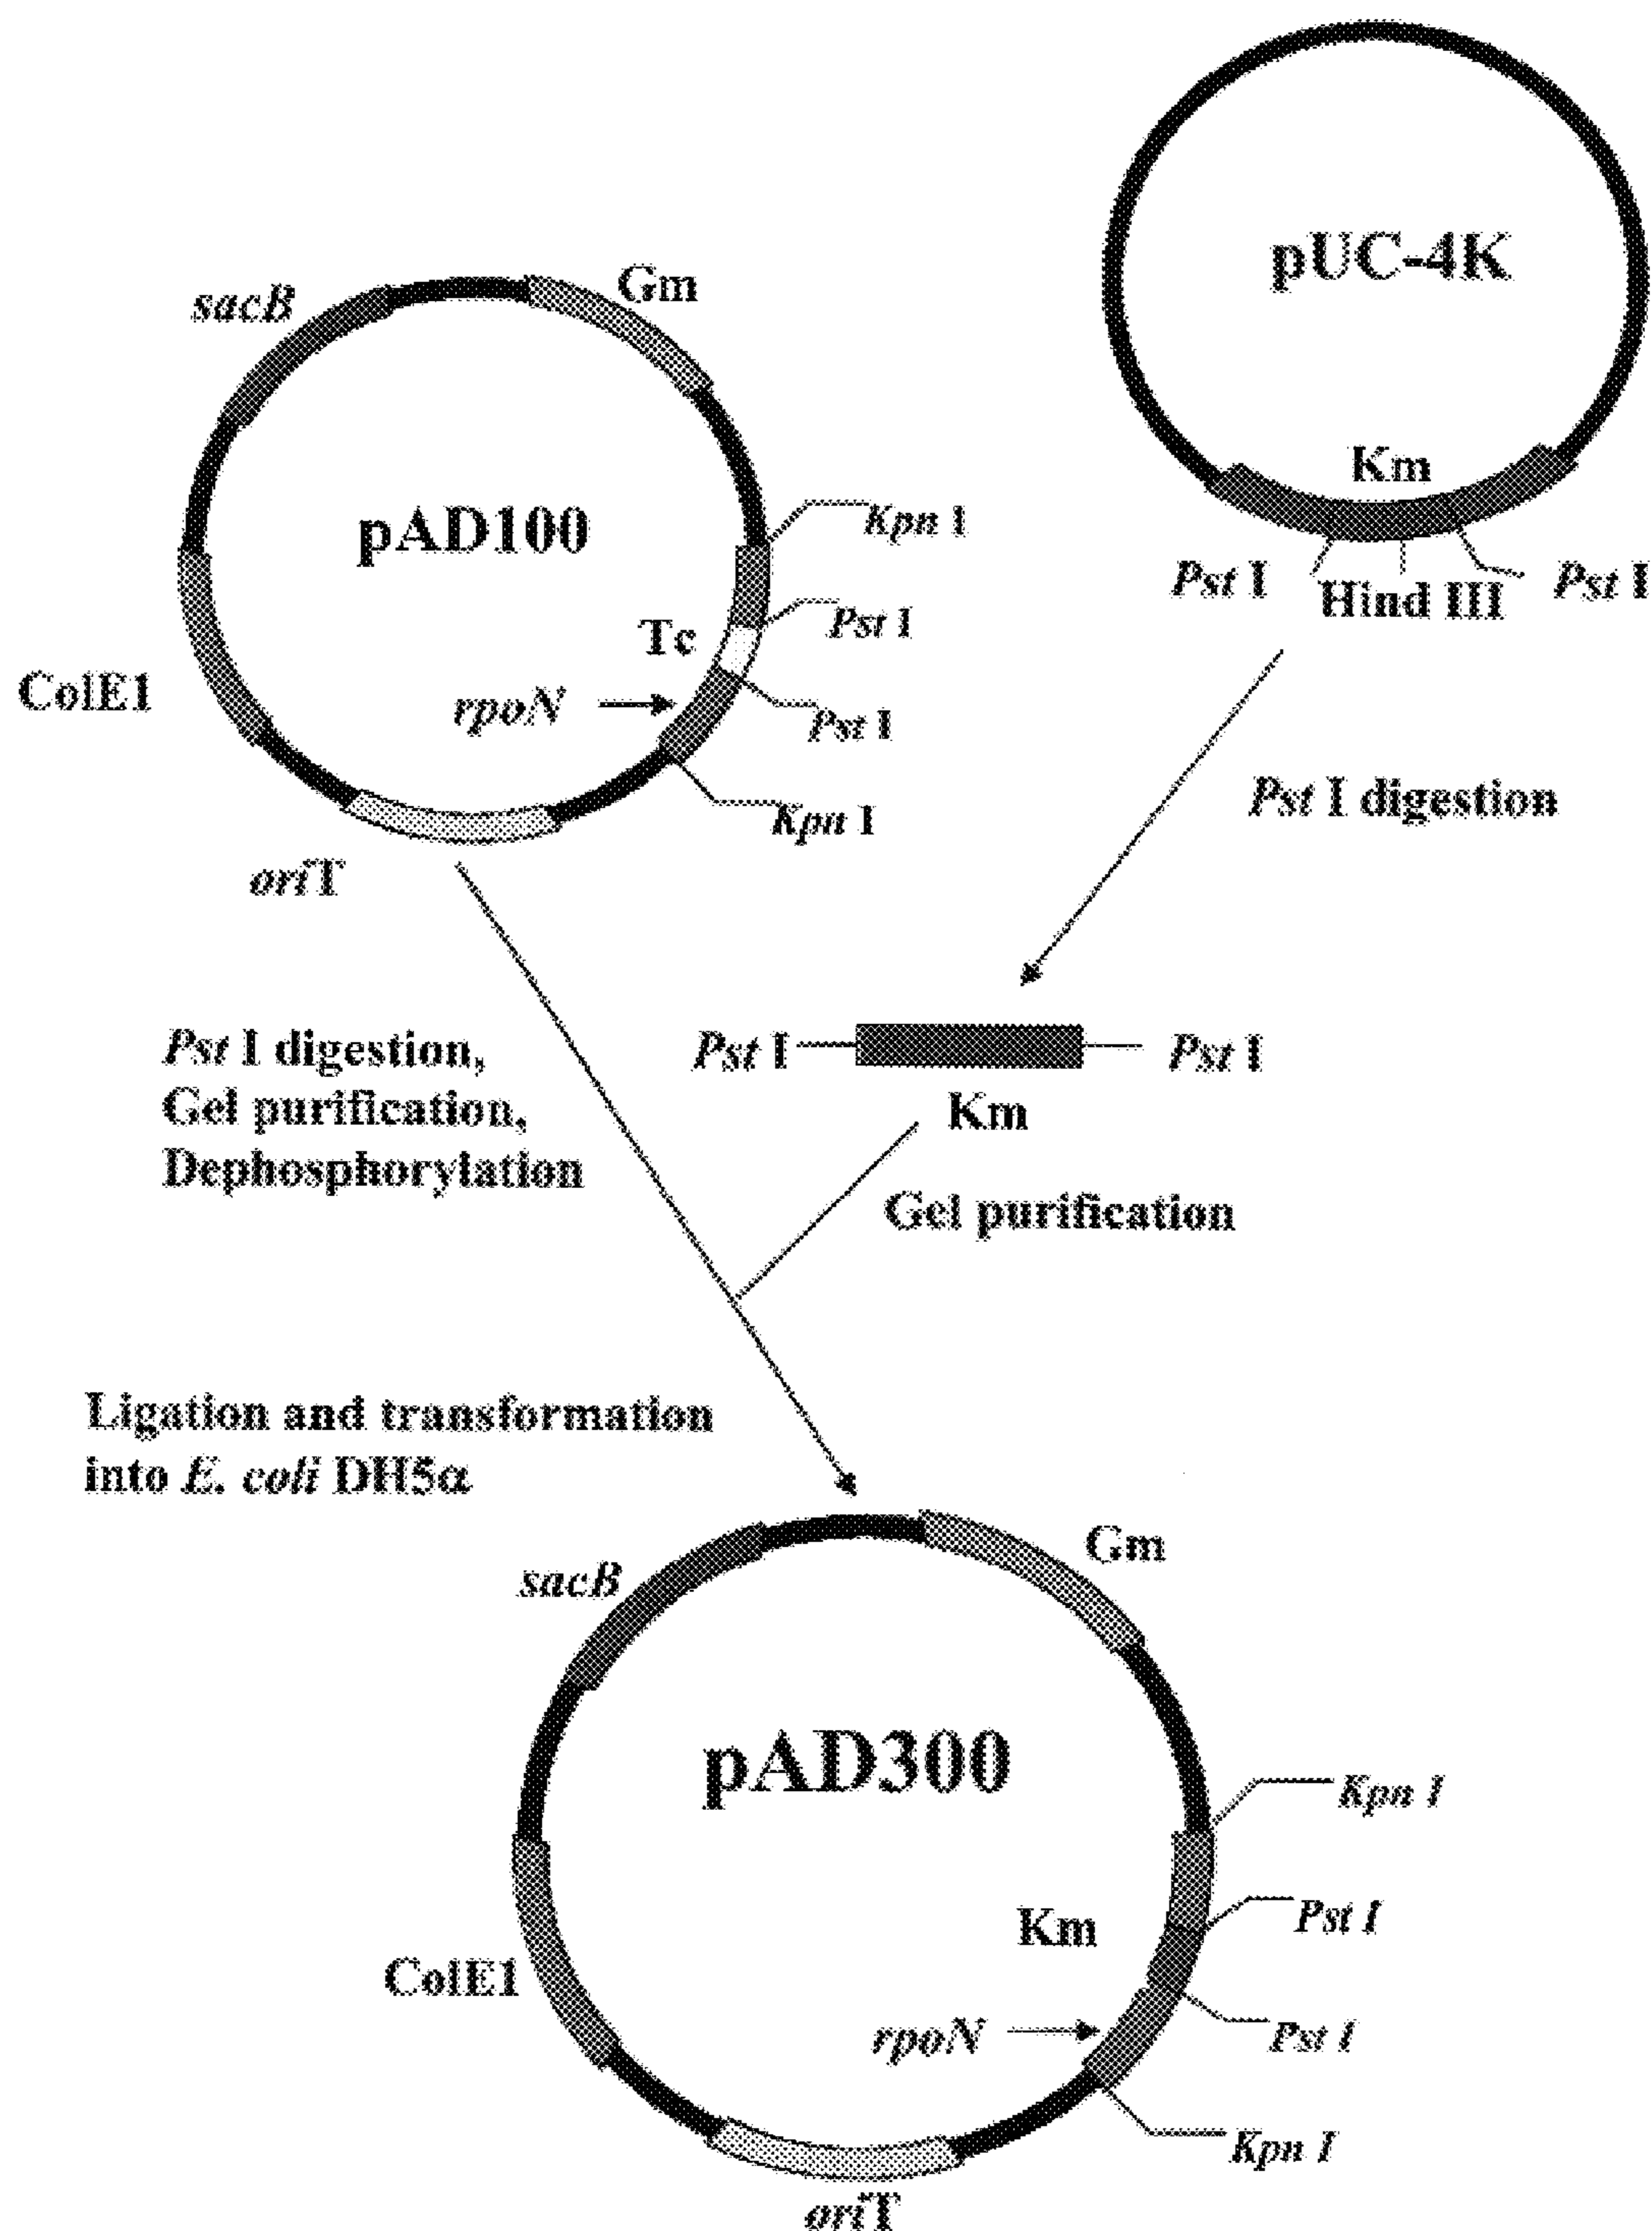 pUC-4K
Km
Pst I
Hind III
Pst I
sacB
Gm
pAD100
Kpn I
Pst I
Tc
rpoN
Pst I
Kpn I
ColE1
oriT
Pst I digestion
Pst I digestion,
Gel purification,
Dephosphorylation
Pst I
Pst I
Km
Gel purification
Ligation and transformation
into E. coli DH5α
sacB
Gm
pAD300
Kpn I
Pst I
Km
rpoN
Pst I
Kpn I
ColE1
oriT